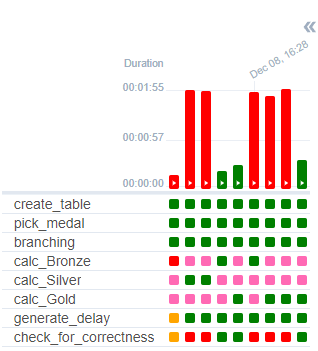 «
Dec 08, 16:28
Duration
00:01:55
00:00:57
00:00:00
create_table
pick_medal
branching
calc_Bronze
calc_Silver
calc_Gold
generate_delay
check_for_correctness